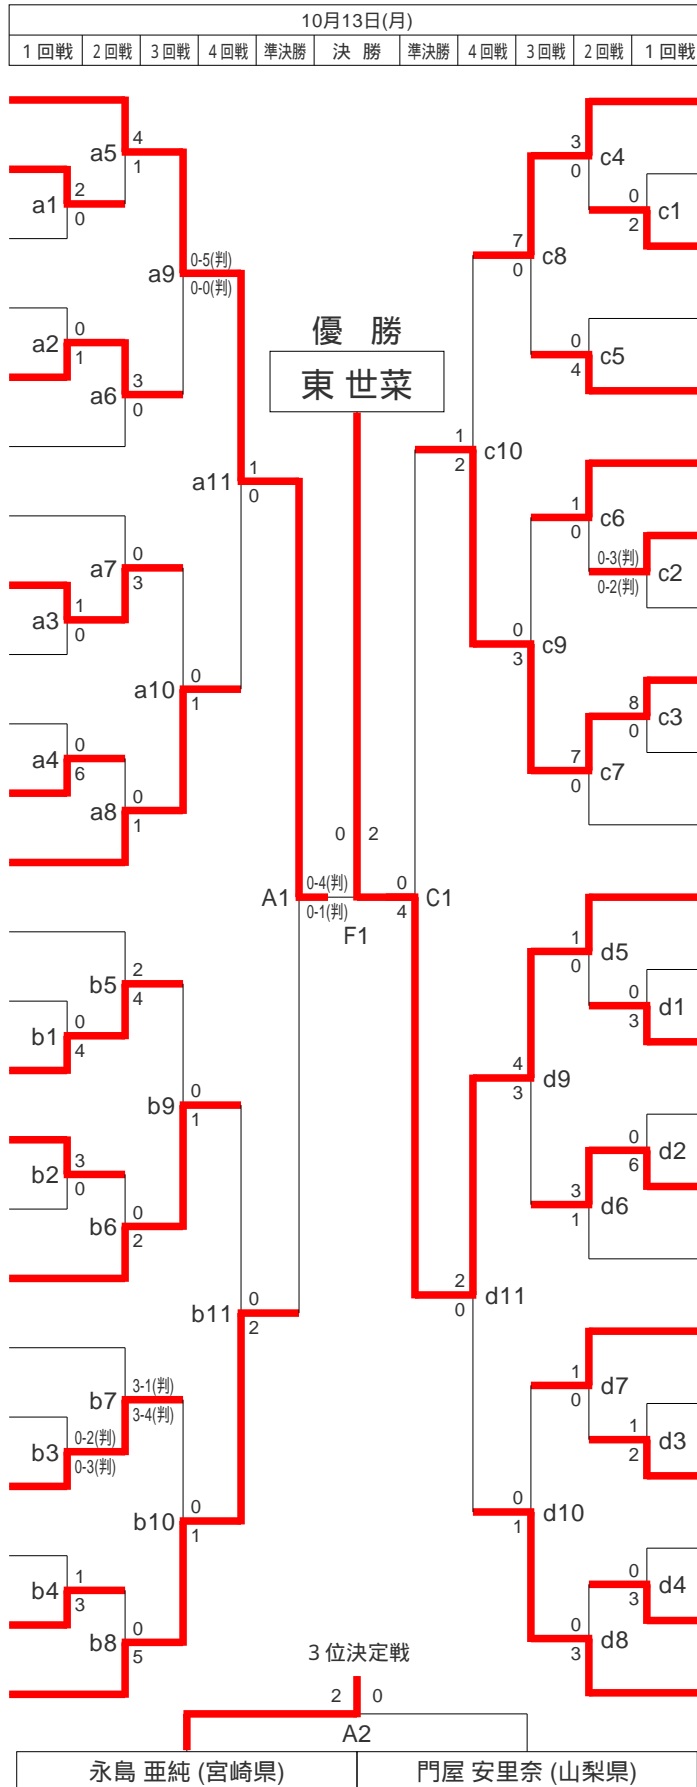 10月13日(月)
1回戦 2回戦 3回戦 4回戦 準決勝 決 勝 準決勝 4回戦 3回戦 2回戦 1回戦
4 3
a5 c4
1 0
2 0
a1 c1
0 2
7
c8
0
0-5(判)
a9
0-0(判)
優 勝
0 0
a2 c5
1 4
東 世菜
3
a6
0
1
c10
2
1
a11
0
1
c6
0
0 0-3(判)
a7 c2
3 0-2(判)
1
a3
0
0
c9
3
0
a10
1
8
c3
0
0 7
a4 c7
6 0
0
a8
1
0 2
0-4(判) 0
A1 C1
0-1(判) 4
F1
1
d5
0
2
b5
4
0
d1
3
0
b1
4
4
d9
3
0
b9
1
0
d2
6
3
b2
0
3
d6
1
0
b6
2
2
d11
0
0
b11
2
1
d7
0
3-1(判)
b7
3-4(判)
1
d3
2
0-2(判)
b3
0-3(判)
0 0
b10 d10
1 1
1 0
b4 d4
3 3
0 0
b8 d8
5 3
3位決定戦
2 0
A2
永島 亜純 (宮崎県) 門屋 安里奈 (山梨県)